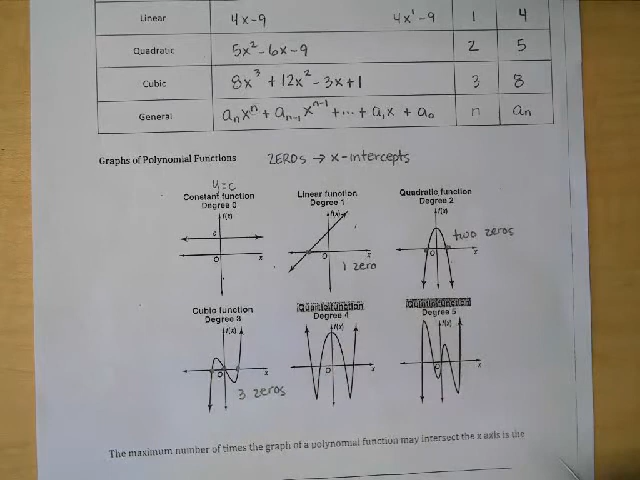 Linear 4x - 9 4x¹ - 9 1 4
Quadratic 5x² - 6x - 9 2 5
Cubic 8x³ + 12x² - 3x + 1 3 8
General aₙxⁿ + aₙ₋₁xⁿ⁻¹ + ... + a₁x + a₀ n aₙ
Graphs of Polynomial Functions ZEROS → x-intercepts
y = c
Constant function Linear function Quadratic function
Degree 0 Degree 1 Degree 2
f(x) f(x) f(x)
c
two zeros
O x O x O x
1 zero
Cubic function Quartic function Quintic function
Degree 3 Degree 4 Degree 5
f(x) f(x) f(x)
O x O x O x
3 zeros
The maximum number of times the graph of a polynomial function may intersect the x axis is the